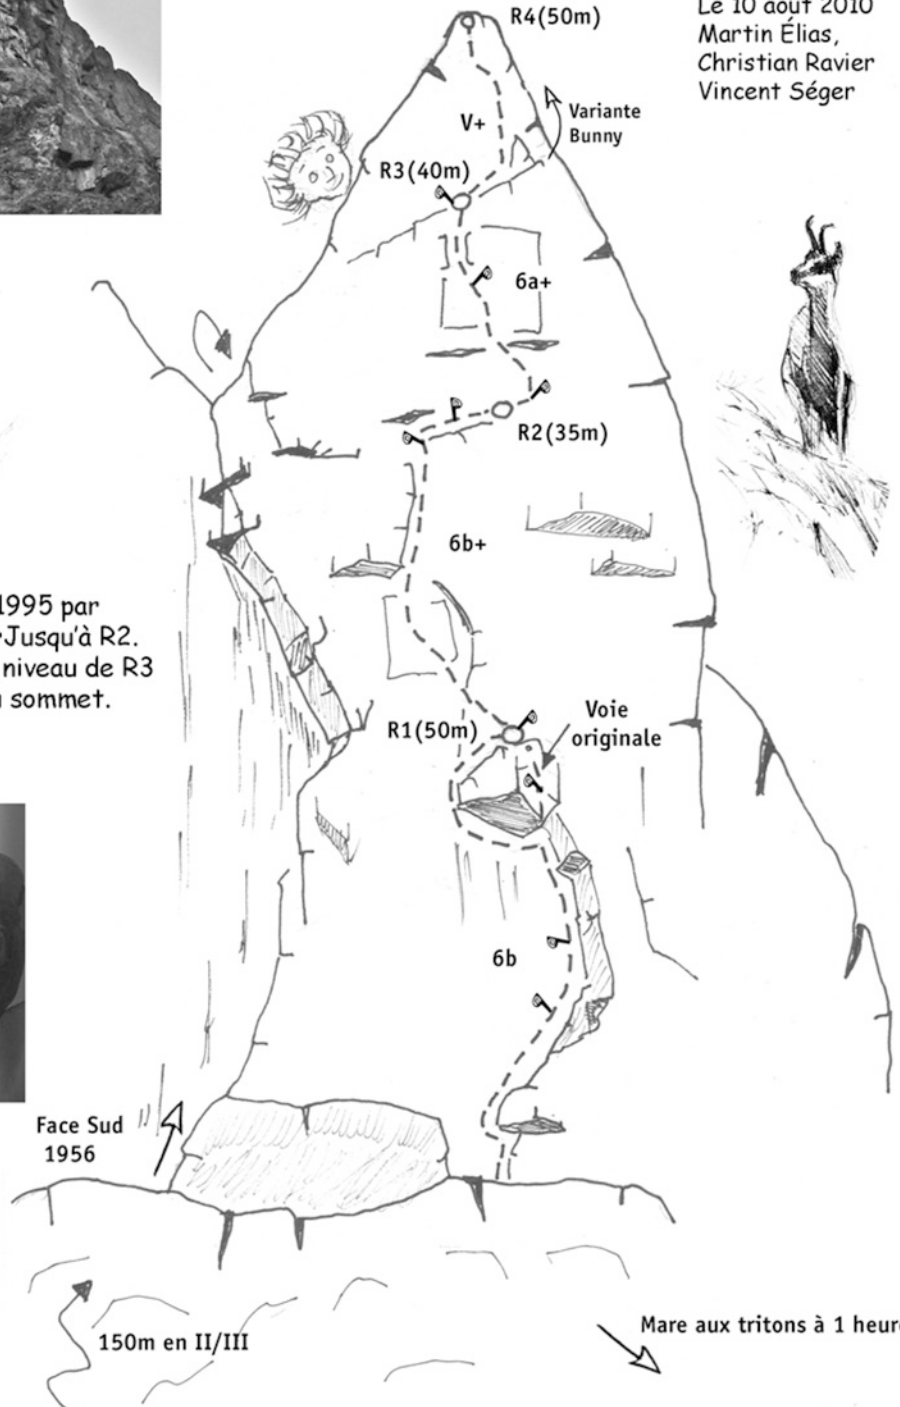 Le 10 août 2010
Martin Élias,
Christian Ravier
Vincent Séger
R4(50m)
Variante
Bunny
V+
R3(40m)
6a+
R2(35m)
6b+
1995 par
Jusqu'à R2.
niveau de R3
sommet.
R1(50m)
Voie
originale
6b
Face Sud
1956
150m en II/III
Mare aux tritons à 1 heur